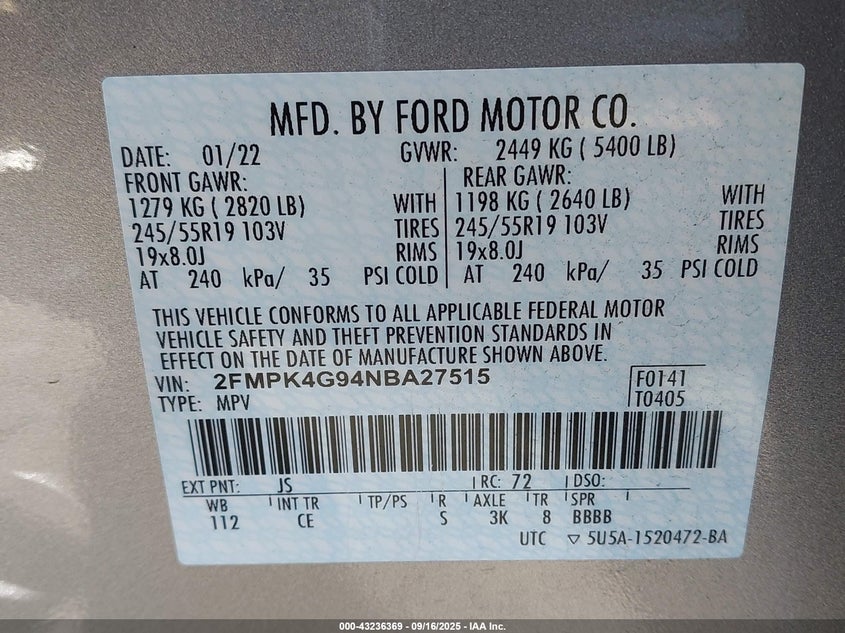 MFD. BY FORD MOTOR CO.
DATE: 01/22 GVWR: 2449 KG ( 5400 LB)
FRONT GAWR: REAR GAWR:
1279 KG ( 2820 LB) WITH 1198 KG ( 2640 LB) WITH
245/55R19 103V TIRES 245/55R19 103V TIRES
19x8.0J RIMS 19x8.0J RIMS
AT 240 kPa/ 35 PSI COLD AT 240 kPa/ 35 PSI COLD
THIS VEHICLE CONFORMS TO ALL APPLICABLE FEDERAL MOTOR
VEHICLE SAFETY AND THEFT PREVENTION STANDARDS IN
EFFECT ON THE DATE OF MANUFACTURE SHOWN ABOVE.
VIN: 2FMPK4G94NBA27515 F0141
TYPE: MPV T0405
EXT PNT: JS RC: 72 DSO:
WB INT TR TP/PS R AXLE TR SPR
112 CE S 3K 8 BBBB
UTC ▽ 5U5A-1520472-BA
000-43236369 - 09/16/2025 - IAA Inc.